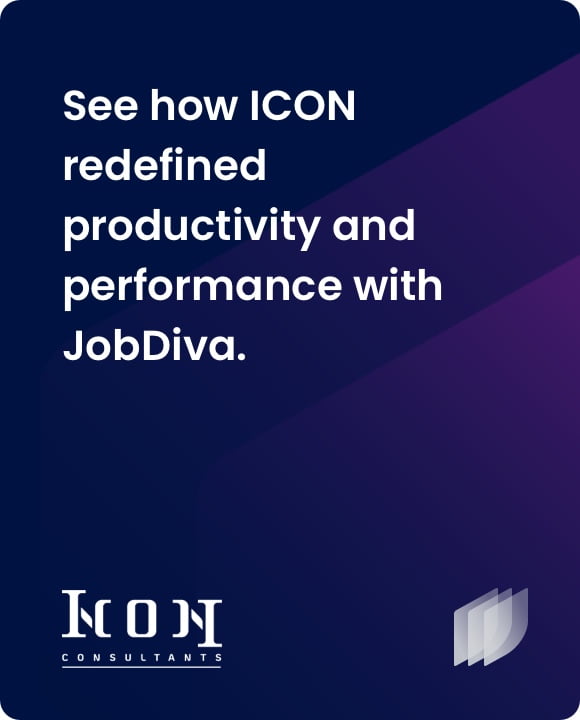 See how ICON
redefined
productivity and
performance with
JobDiva.
ICON
CONSULTANTS